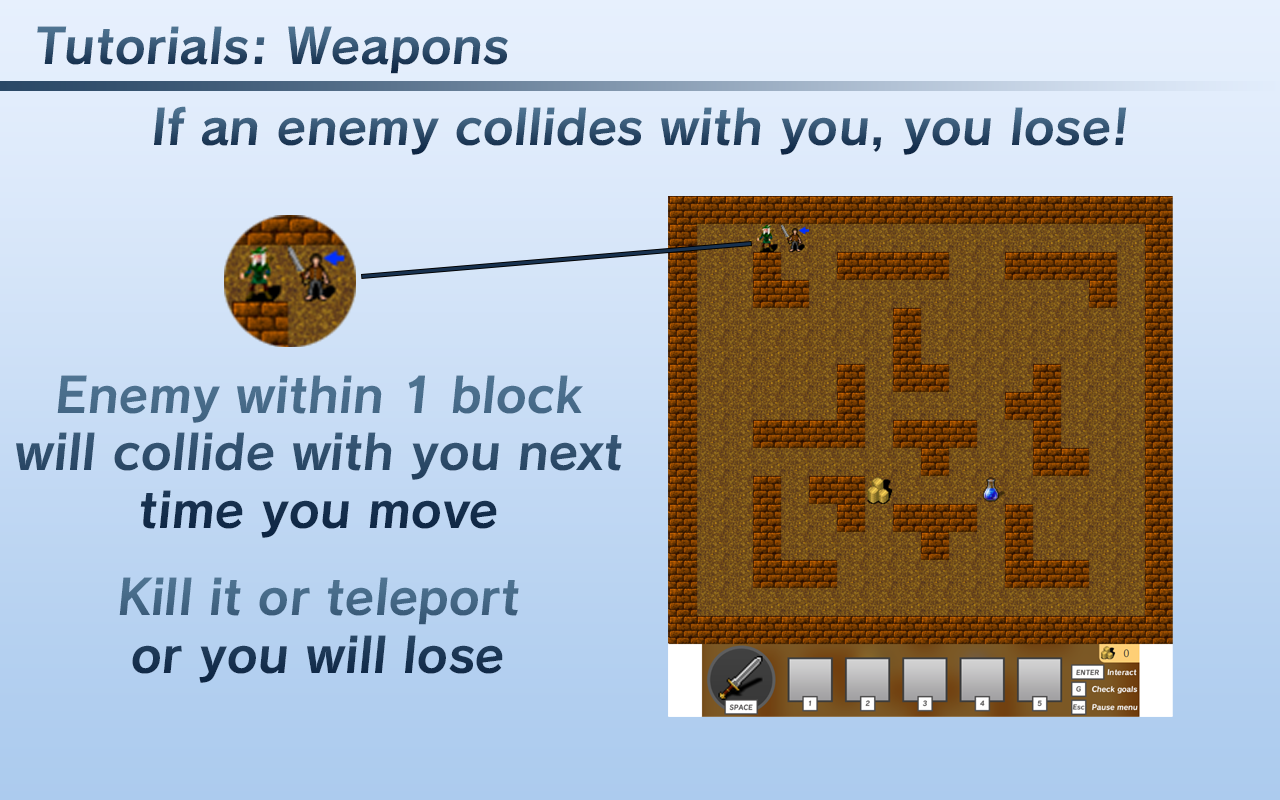 Tutorials: Weapons
If an enemy collides with you, you lose!
Enemy within 1 block
will collide with you next
time you move
Kill it or teleport
or you will lose
0
ENTER Interact
G Check goals
Esc Pause menu
SPACE
1 2 3 4 5